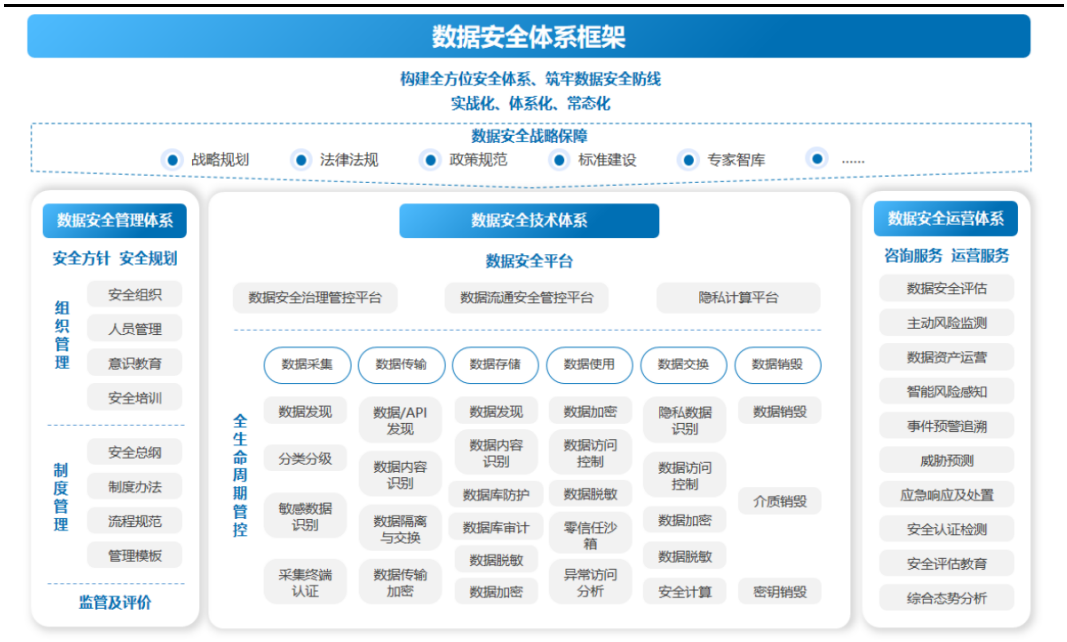 数据安全体系框架
构建全方位安全体系、筑牢数据安全防线
实战化、体系化、常态化
数据安全战略保障
战略规划
法律法规
政策规范
标准建设
专家智库
......
数据安全管理体系
安全方针 安全规划
组织管理
安全组织
人员管理
意识教育
安全培训
制度管理
安全总纲
制度办法
流程规范
管理模板
监管及评价
数据安全技术体系
数据安全平台
数据安全治理管控平台
数据流通安全管控平台
隐私计算平台
全生命周期管控
数据采集
数据发现
分类分级
敏感数据
识别
采集终端
认证
数据传输
数据/API
发现
数据内容
识别
数据隔离
与交换
数据传输
加密
数据存储
数据发现
数据内容
识别
数据库防护
数据库审计
数据脱敏
数据加密
数据使用
数据加密
数据访问
控制
数据脱敏
零信任沙
箱
异常访问
分析
数据交换
隐私数据
识别
数据访问
控制
数据加密
数据脱敏
安全计算
数据销毁
数据销毁
介质销毁
密钥销毁
数据安全运营体系
咨询服务 运营服务
数据安全评估
主动风险监测
数据资产运营
智能风险感知
事件预警追溯
威胁预测
应急响应及处置
安全认证检测
安全评估教育
综合态势分析